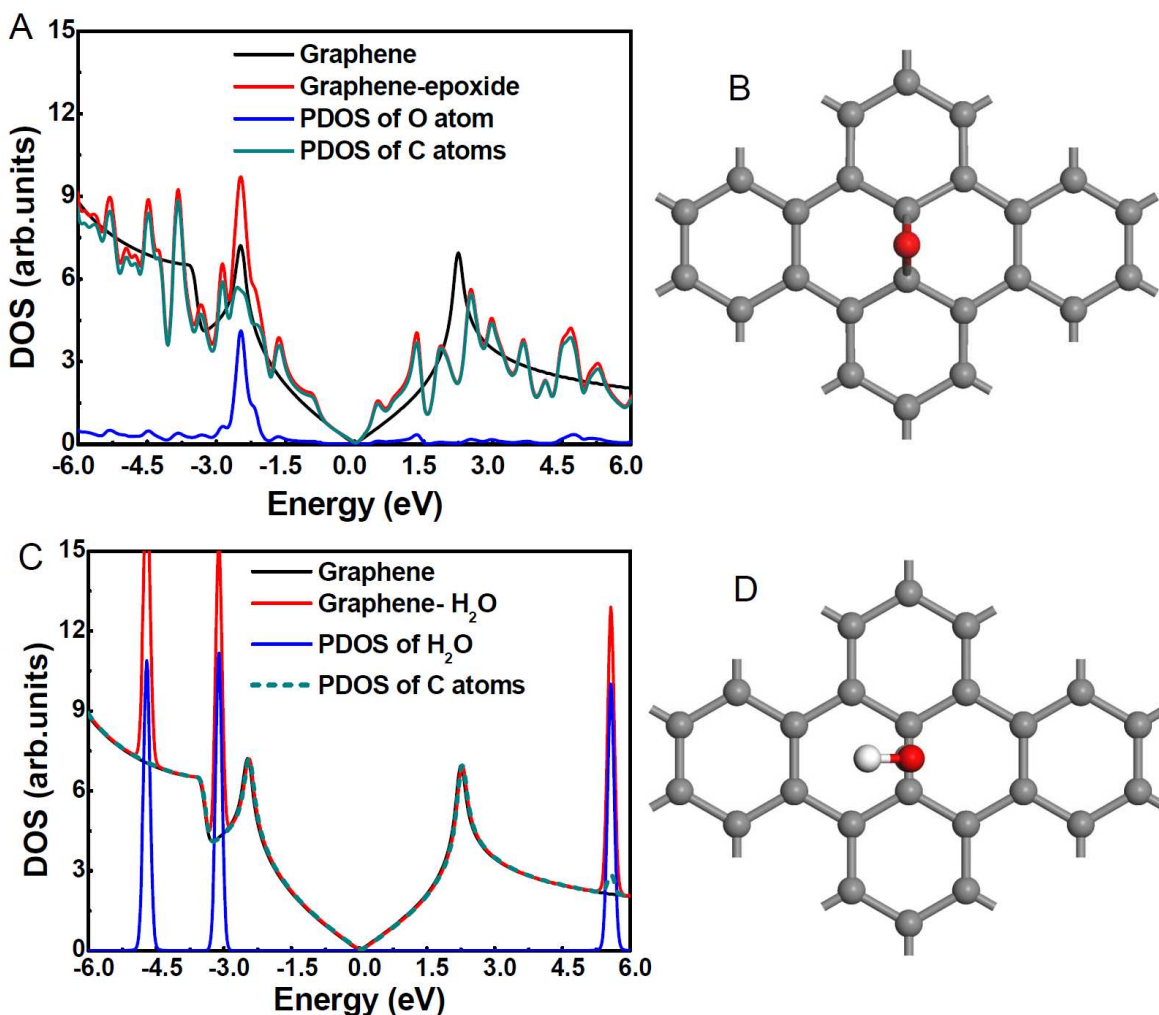 A
15
12
9
6
3
0
DOS (arb.units)
Graphene
Graphene-epoxide
PDOS of O atom
PDOS of C atoms
-6.0 -4.5 -3.0 -1.5 0.0 1.5 3.0 4.5 6.0
Energy (eV)
B
C
15
12
9
6
3
0
DOS (arb.units)
Graphene
Graphene- H₂O
PDOS of H₂O
PDOS of C atoms
-6.0 -4.5 -3.0 -1.5 0.0 1.5 3.0 4.5 6.0
Energy (eV)
D